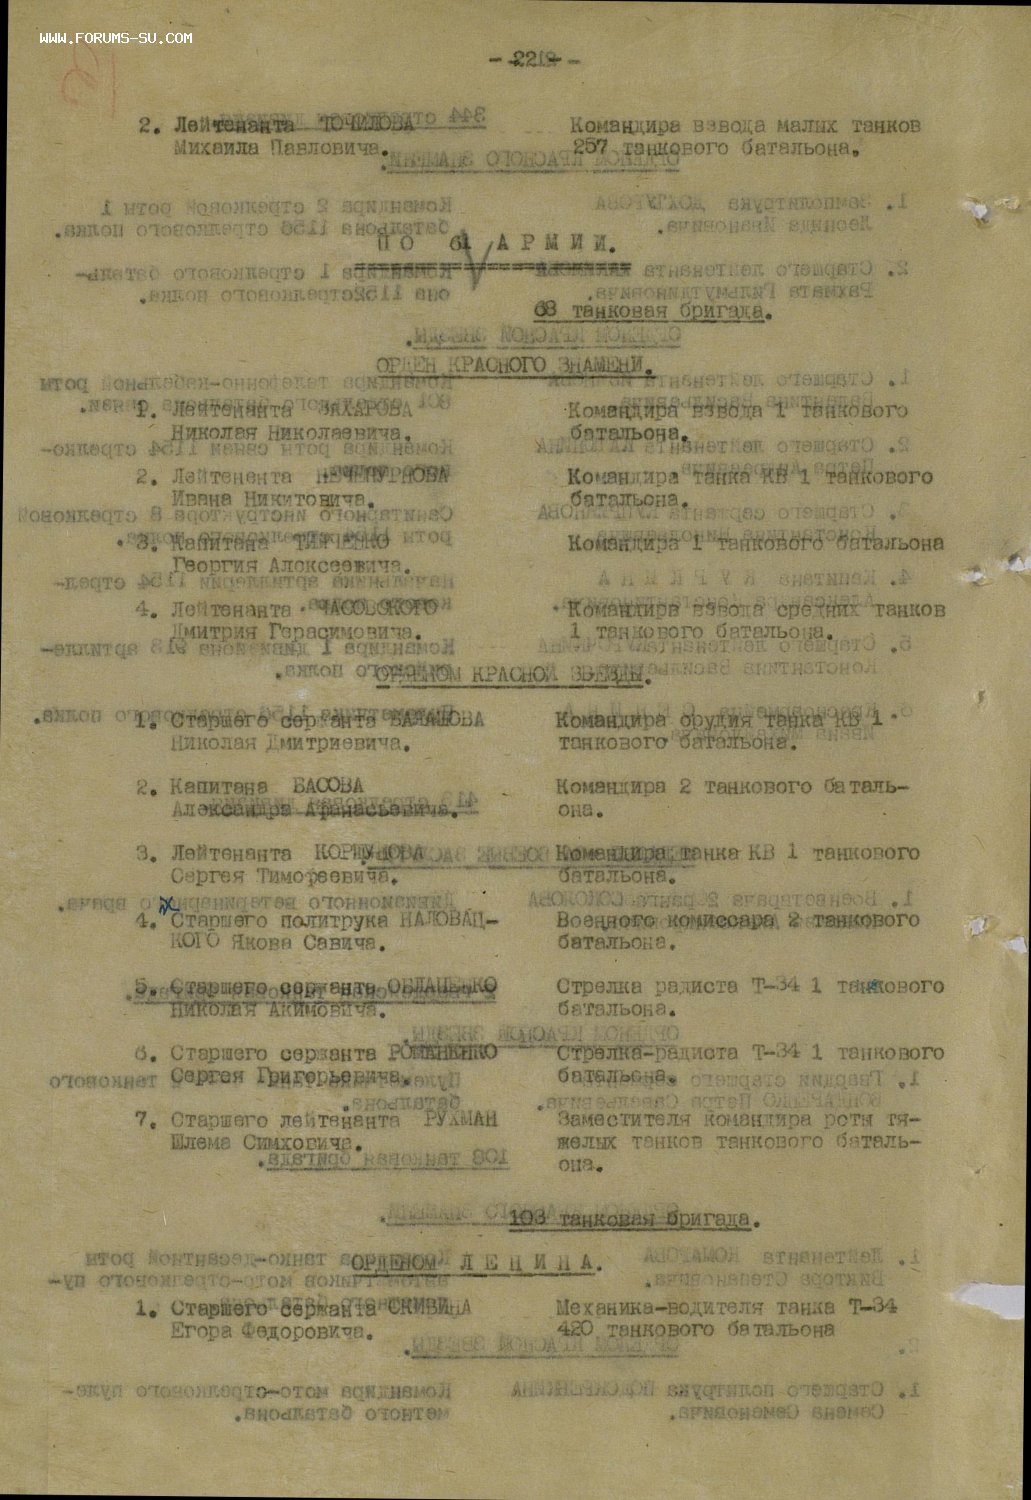 WWW.FORUMS-SU.COM
2. Лейтенанта ТОЧИЛОВА Командира взвода малых танков
Михаила Павловича. 257 танкового батальона.
ПО 61 АРМИИ.
68 танковая бригада.
ОРДЕН КРАСНОГО ЗНАМЕНИ.
1. Лейтенанта ЗАХАРОВА Командира взвода 1 танкового
Николая Николаевича. батальона.
2. Лейтенанта Командира танка КВ 1 танкового
Ивана Никитовича. батальона.
3. Капитана Командира 1 танкового батальона
Георгия Алексеевича.
4. Лейтенанта ЧАСОВСКОГО Командира взвода средних танков
Дмитрия Герасимовича. 1 танкового батальона.
ОРДЕНОМ КРАСНОЙ ЗВЕЗДЫ.
1. Старшего сержанта Командира орудия танка КВ 1
Николая Дмитриевича. танкового батальона.
2. Капитана БАСОВА Командира 2 танкового баталь-
Александра Афанасьевича. она.
3. Лейтенанта Командира танка КВ 1 танкового
Сергея Тимофеевича. батальона.
4. Старшего политрука НАЛОВАЦ- Военного комиссара 2 танкового
КОГО Якова Савича. батальона.
5. Старшего сержанта Стрелка радиста Т-34 1 танкового
Николая Акимовича. батальона.
6. Старшего сержанта РОМАНЕНКО Стрелка-радиста Т-34 1 танкового
Сергея Григорьевича. батальона.
7. Старшего лейтенанта РУХМАН Заместителя командира роты тя-
Шлема Симховича. желых танков танкового баталь-
она.
103 танковая бригада.
ОРДЕНОМ ЛЕНИНА.
1. Старшего сержанта Механика-водителя танка Т-34
Егора Федоровича. 420 танкового батальона